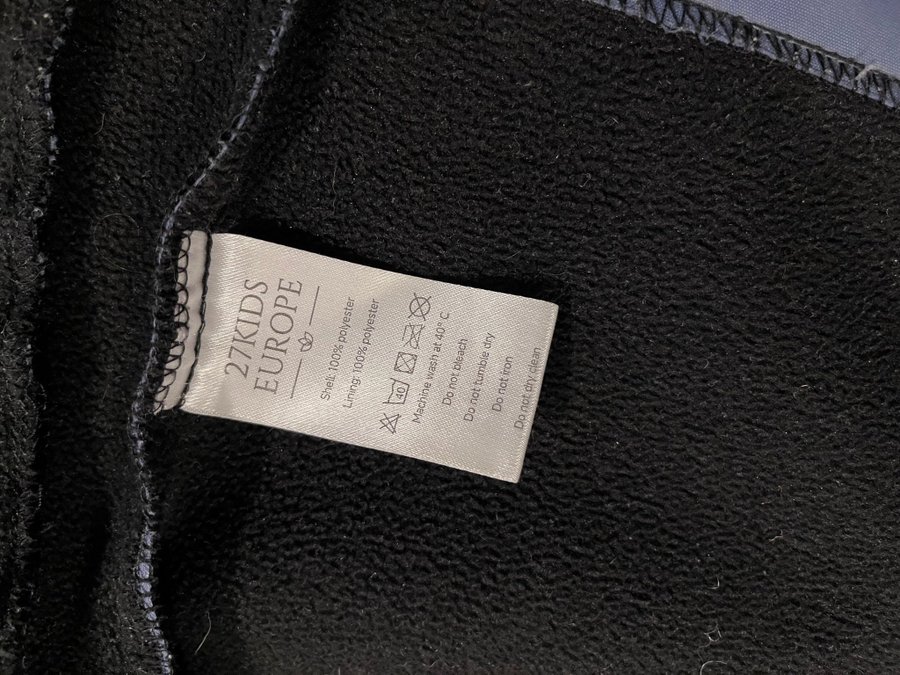 27KIDS
EUROPE
Shell: 100% polyester
Lining: 100% polyester
40
Machine wash at 40° C
Do not bleach
Do not tumble dry
Do not iron
Do not dry clean